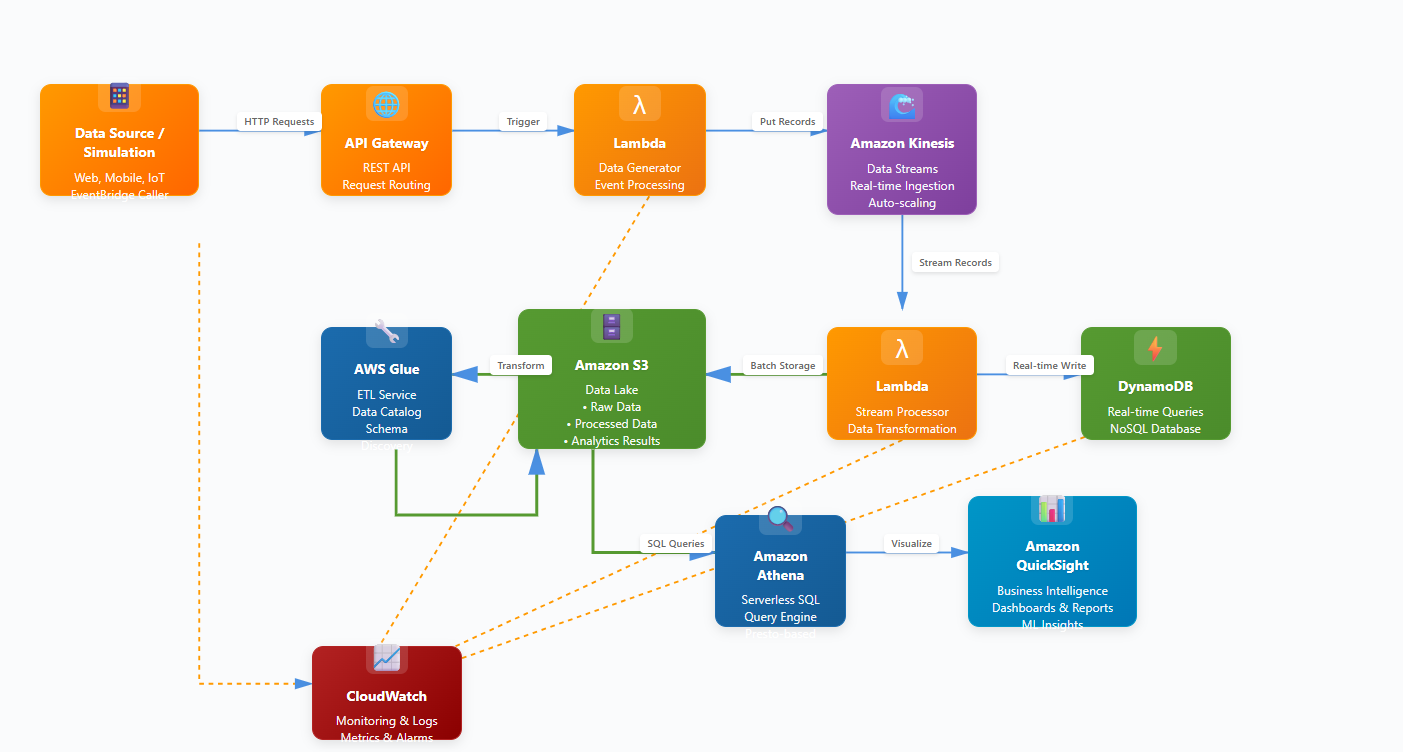 Data Source /
Simulation
Web, Mobile, IoT
EventBridge Caller
HTTP Requests
API Gateway
REST API
Request Routing
Trigger
λ
Lambda
Data Generator
Event Processing
Put Records
Amazon Kinesis
Data Streams
Real-time Ingestion
Auto-scaling
Stream Records
AWS Glue
ETL Service
Data Catalog
Schema
Discovery
Transform
Amazon S3
Data Lake
• Raw Data
• Processed Data
• Analytics Results
Batch Storage
λ
Lambda
Stream Processor
Data Transformation
Real-time Write
DynamoDB
Real-time Queries
NoSQL Database
SQL Queries
Amazon
Athena
Serverless SQL
Query Engine
Presto-based
Visualize
Amazon
QuickSight
Business Intelligence
Dashboards & Reports
ML Insights
CloudWatch
Monitoring & Logs
Metrics & Alarms